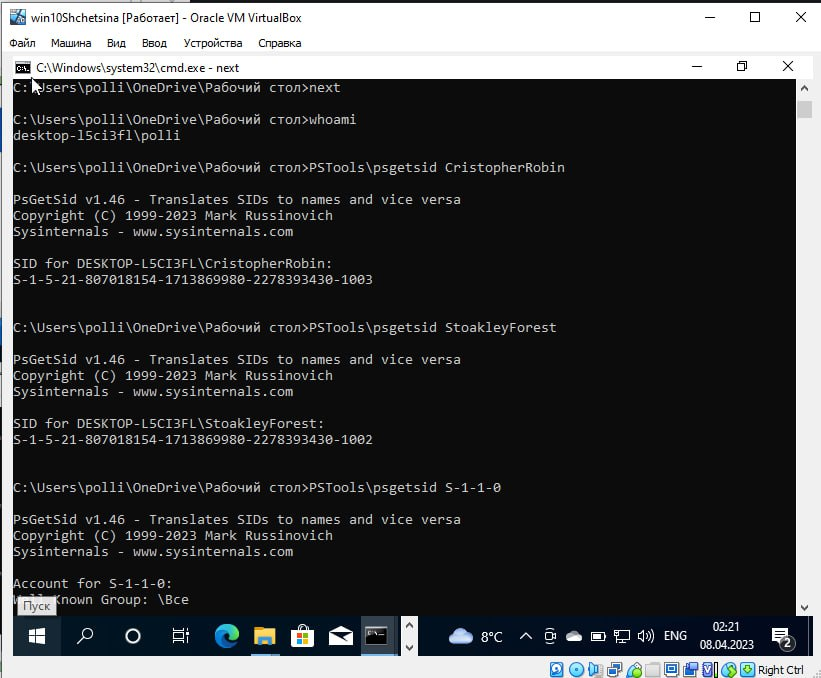 win10Shchetsina [Работает] - Oracle VM VirtualBox
Файл Машина Вид Ввод Устройства Справка
C:\Windows\system32\cmd.exe - next
C:\Users\polli\OneDrive\Рабочий стол>next
C:\Users\polli\OneDrive\Рабочий стол>whoami
desktop-l5ci3fl\polli
C:\Users\polli\OneDrive\Рабочий стол>PSTools\psgetsid CristopherRobin
PsGetSid v1.46 - Translates SIDs to names and vice versa
Copyright (C) 1999-2023 Mark Russinovich
Sysinternals - www.sysinternals.com
SID for DESKTOP-L5CI3FL\CristopherRobin:
S-1-5-21-807018154-1713869980-2278393430-1003
C:\Users\polli\OneDrive\Рабочий стол>PSTools\psgetsid StoakleyForest
PsGetSid v1.46 - Translates SIDs to names and vice versa
Copyright (C) 1999-2023 Mark Russinovich
Sysinternals - www.sysinternals.com
SID for DESKTOP-L5CI3FL\StoakleyForest:
S-1-5-21-807018154-1713869980-2278393430-1002
C:\Users\polli\OneDrive\Рабочий стол>PSTools\psgetsid S-1-1-0
PsGetSid v1.46 - Translates SIDs to names and vice versa
Copyright (C) 1999-2023 Mark Russinovich
Sysinternals - www.sysinternals.com
Account for S-1-1-0:
Known Group: \Все
Пуск
8°C ENG 02:21
08.04.2023
2
Right Ctrl